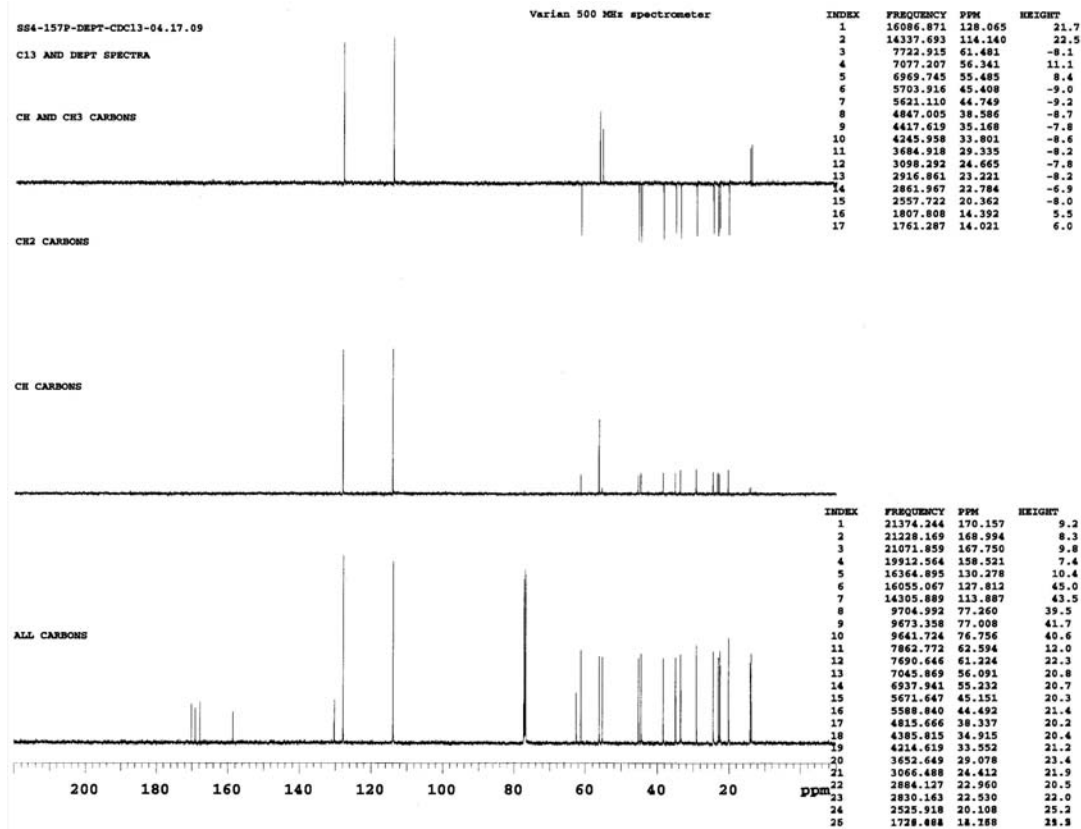 Varian 500 MHz spectrometer
SS4-157P-DEPT-CDCl3-04.17.09
C13 AND DEPT SPECTRA
CH AND CH3 CARBONS
CH2 CARBONS
CH CARBONS
ALL CARBONS
INDEX FREQUENCY PPM HEIGHT
1 16086.871 128.065 21.7
2 14337.693 114.140 22.5
3 7722.915 61.481 -8.1
4 7077.207 56.341 11.1
5 6969.745 55.485 8.4
6 5703.916 45.408 -9.0
7 5621.110 44.749 -9.2
8 4847.005 38.586 -8.7
9 4417.619 35.168 -7.8
10 4245.958 33.801 -8.6
11 3684.918 29.335 -8.2
12 3098.292 24.665 -7.8
13 2916.861 23.221 -8.2
14 2861.967 22.784 -6.9
15 2557.722 20.362 -8.0
16 1807.808 14.392 5.5
17 1761.287 14.021 6.0
INDEX FREQUENCY PPM HEIGHT
1 21374.244 170.157 9.2
2 21228.169 168.994 8.3
3 21071.859 167.750 9.8
4 19912.564 158.521 7.4
5 16364.895 130.278 10.4
6 16055.067 127.812 45.0
7 14305.889 113.887 43.5
8 9704.992 77.260 39.5
9 9673.358 77.008 41.7
10 9641.724 76.756 40.6
11 7862.772 62.594 12.0
12 7690.646 61.224 22.3
13 7045.869 56.091 20.8
14 6937.941 55.232 20.7
15 5671.647 45.151 20.3
16 5588.840 44.492 21.4
17 4815.666 38.337 20.2
18 4385.815 34.915 20.4
19 4214.619 33.552 21.2
20 3652.649 29.078 23.4
21 3066.488 24.412 21.9
22 2884.127 22.960 20.5
23 2830.163 22.530 22.0
24 2525.918 20.108 25.2
200 180 160 140 120 100 80 60 40 20 ppm